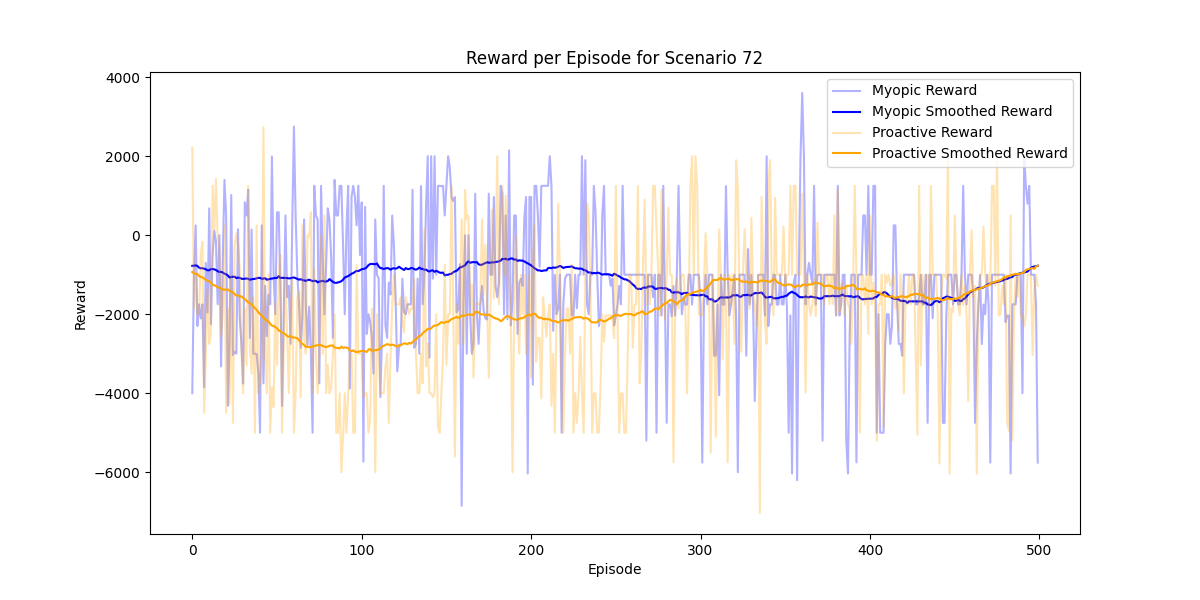 Reward per Episode for Scenario 72
Myopic Reward
Myopic Smoothed Reward
Proactive Reward
Proactive Smoothed Reward
4000
2000
0
−2000
−4000
−6000
Reward
0 100 200 300 400 500
Episode